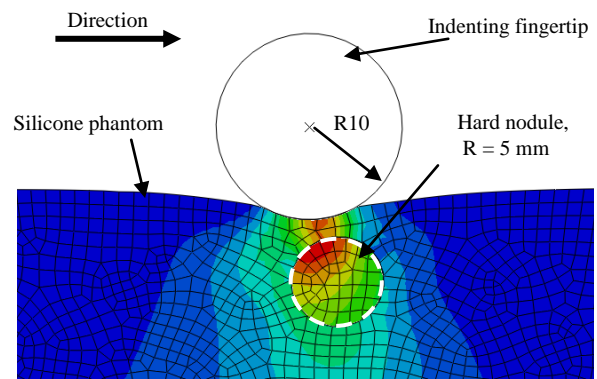 Direction
Indenting fingertip
Silicone phantom
R10
Hard nodule,
R = 5 mm